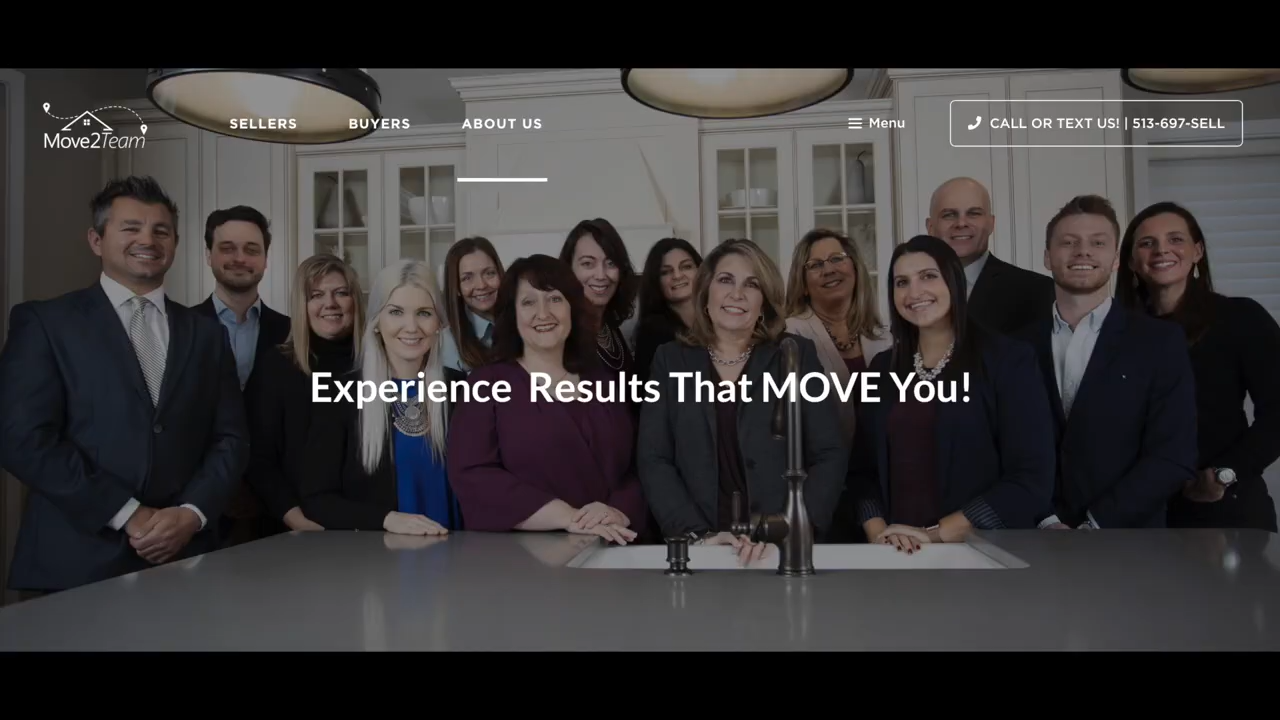 Move2Team
SELLERS
BUYERS
ABOUT US
Menu
CALL OR TEXT US! | 513-697-SELL
Experience Results That MOVE You!